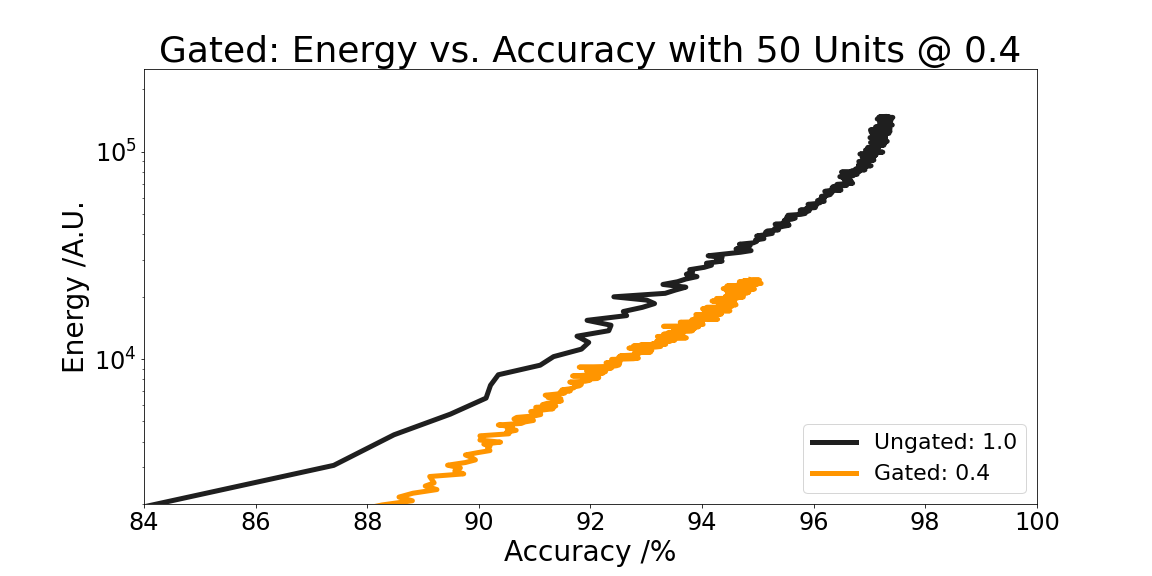 Gated: Energy vs. Accuracy with 50 Units @ 0.4
Energy /A.U.
10^5
10^4
84 86 88 90 92 94 96 98 100
Accuracy /%
Ungated: 1.0
Gated: 0.4